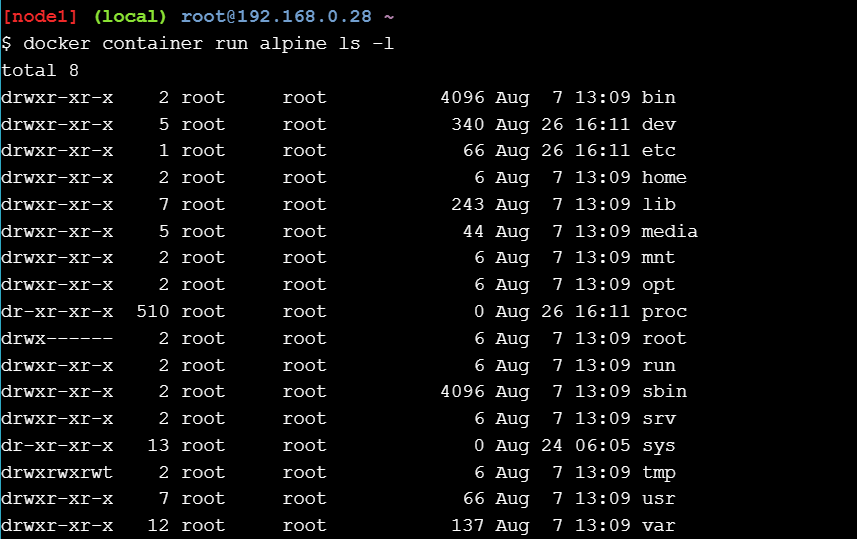 [node1] (local) root@192.168.0.28 ~
$ docker container run alpine ls -l
total 8
drwxr-xr-x    2 root     root          4096 Aug  7 13:09 bin
drwxr-xr-x    5 root     root           340 Aug 26 16:11 dev
drwxr-xr-x    1 root     root            66 Aug 26 16:11 etc
drwxr-xr-x    2 root     root             6 Aug  7 13:09 home
drwxr-xr-x    7 root     root           243 Aug  7 13:09 lib
drwxr-xr-x    5 root     root            44 Aug  7 13:09 media
drwxr-xr-x    2 root     root             6 Aug  7 13:09 mnt
drwxr-xr-x    2 root     root             6 Aug  7 13:09 opt
dr-xr-xr-x  510 root     root             0 Aug 26 16:11 proc
drwx------    2 root     root             6 Aug  7 13:09 root
drwxr-xr-x    2 root     root             6 Aug  7 13:09 run
drwxr-xr-x    2 root     root          4096 Aug  7 13:09 sbin
drwxr-xr-x    2 root     root             6 Aug  7 13:09 srv
dr-xr-xr-x   13 root     root             0 Aug 24 06:05 sys
drwxrwxrwt    2 root     root             6 Aug  7 13:09 tmp
drwxr-xr-x    7 root     root            66 Aug  7 13:09 usr
drwxr-xr-x   12 root     root           137 Aug  7 13:09 var